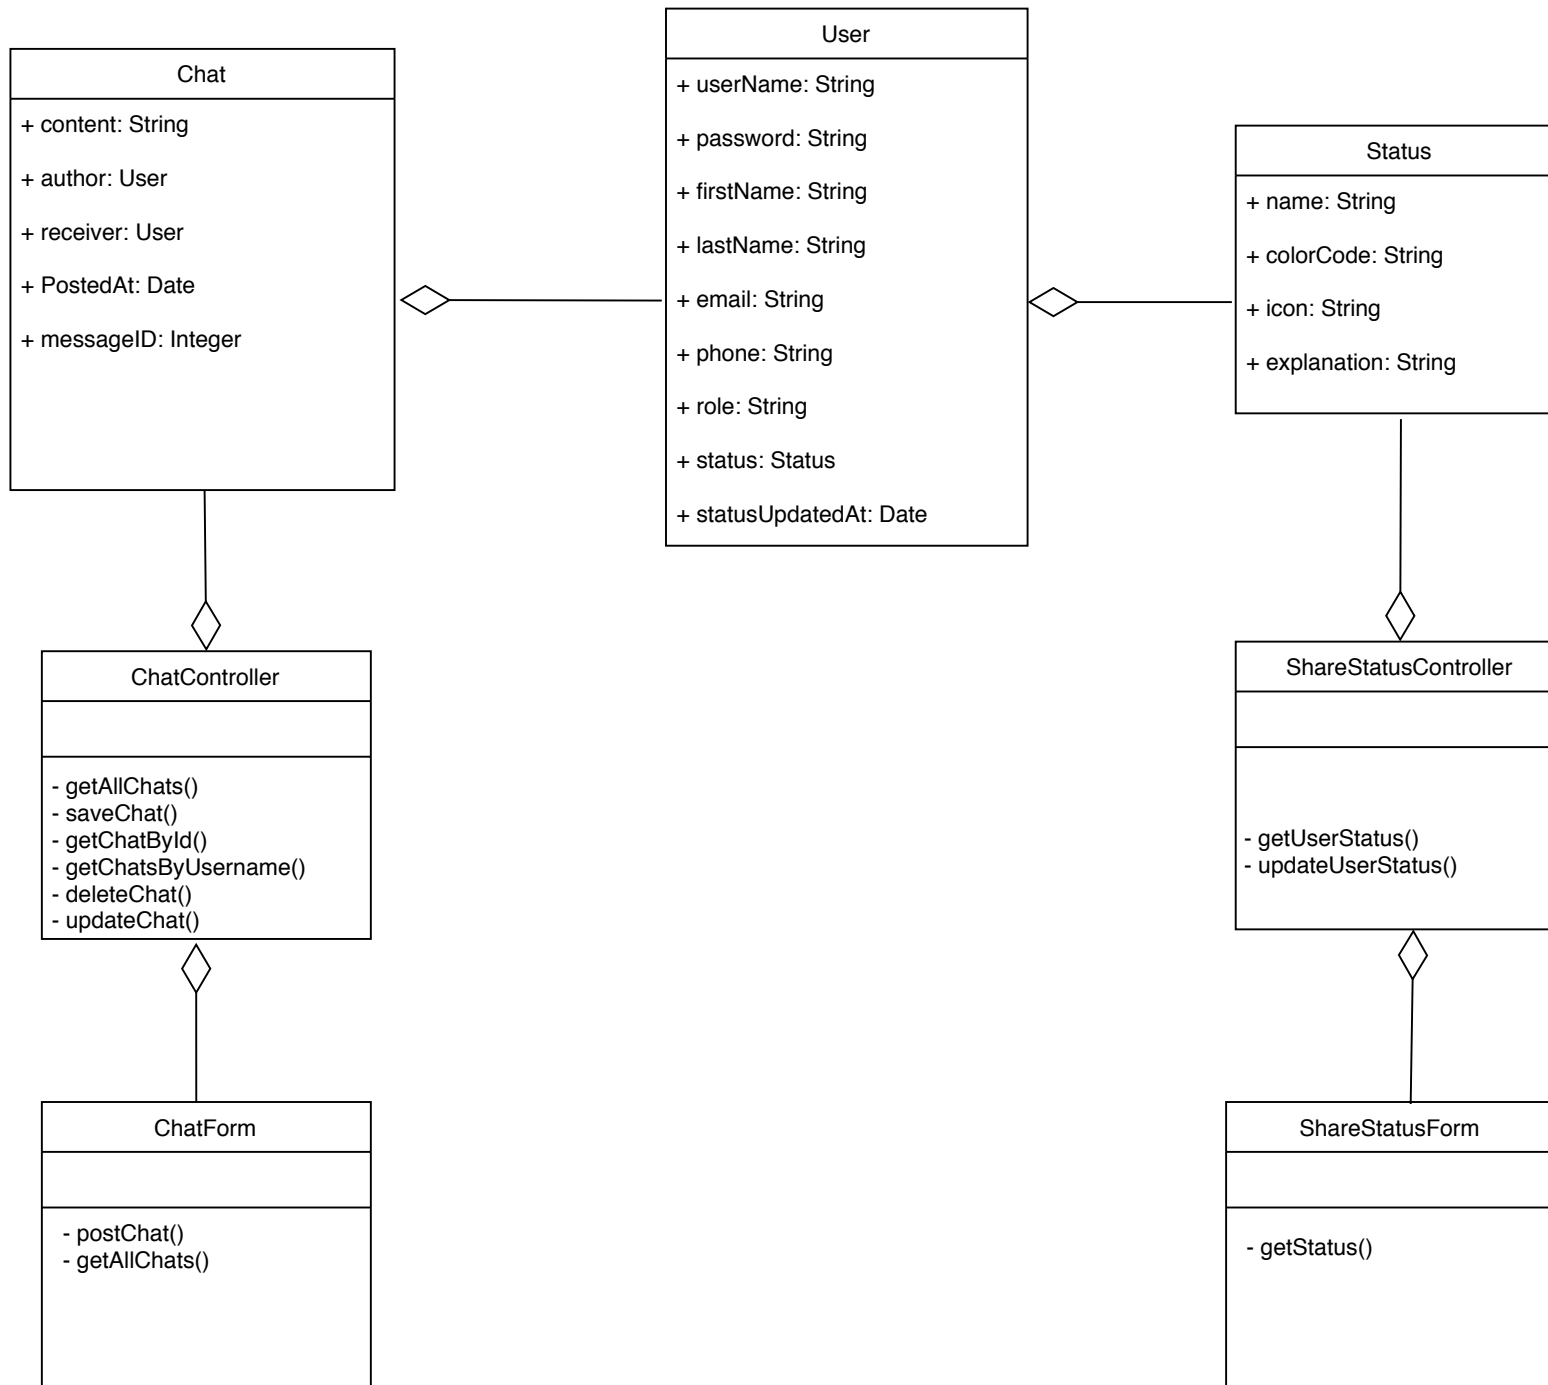 Chat
+ content: String
+ author: User
+ receiver: User
+ PostedAt: Date
+ messageID: Integer
User
+ userName: String
+ password: String
+ firstName: String
+ lastName: String
+ email: String
+ phone: String
+ role: String
+ status: Status
+ statusUpdatedAt: Date
Status
+ name: String
+ colorCode: String
+ icon: String
+ explanation: String
ChatController
- getAllChats()
- saveChat()
- getChatById()
- getChatsByUsername()
- deleteChat()
- updateChat()
ShareStatusController
- getUserStatus()
- updateUserStatus()
ChatForm
- postChat()
- getAllChats()
ShareStatusForm
- getStatus()